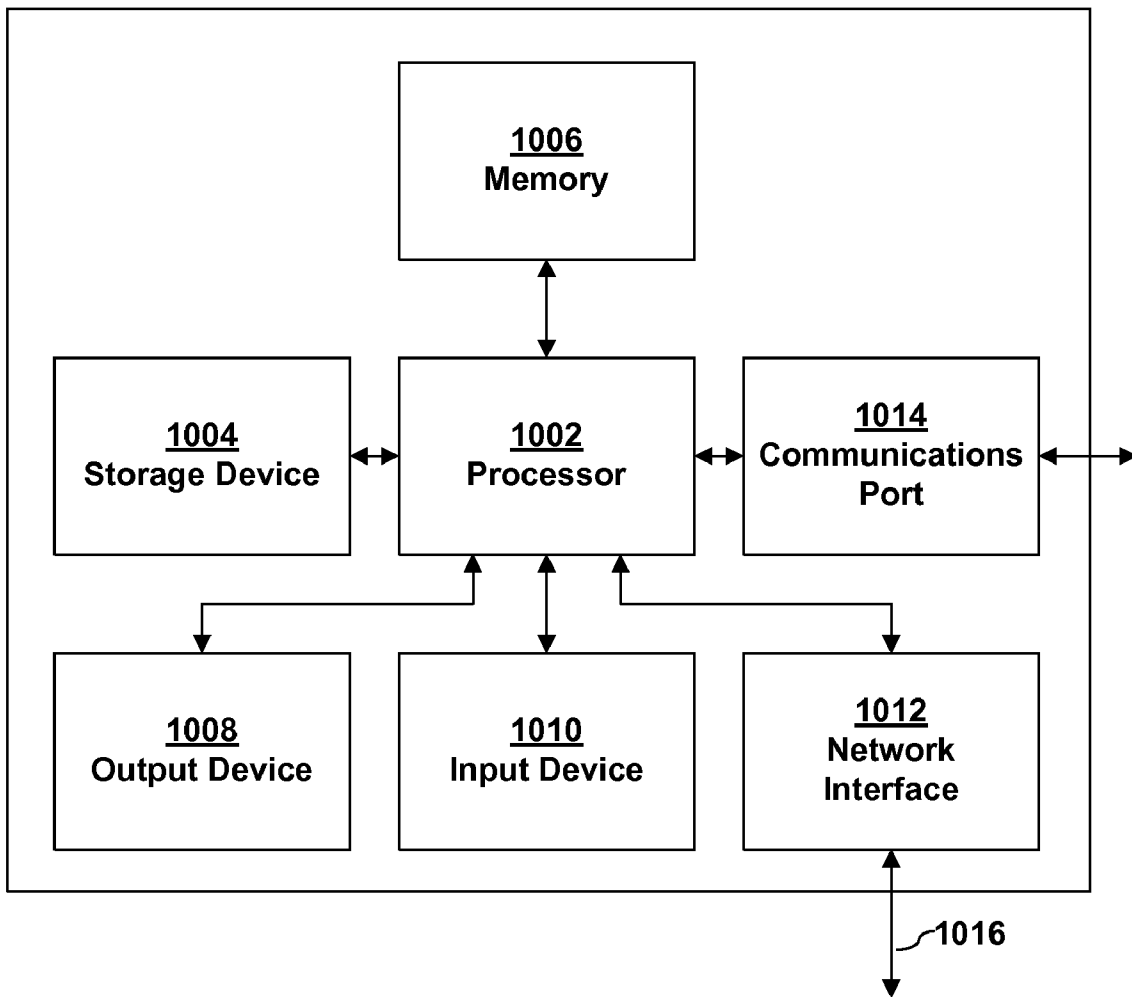 1006
Memory
1004
Storage Device
1002
Processor
1014
Communications
Port
1008
Output Device
1010
Input Device
1012
Network
Interface
1016